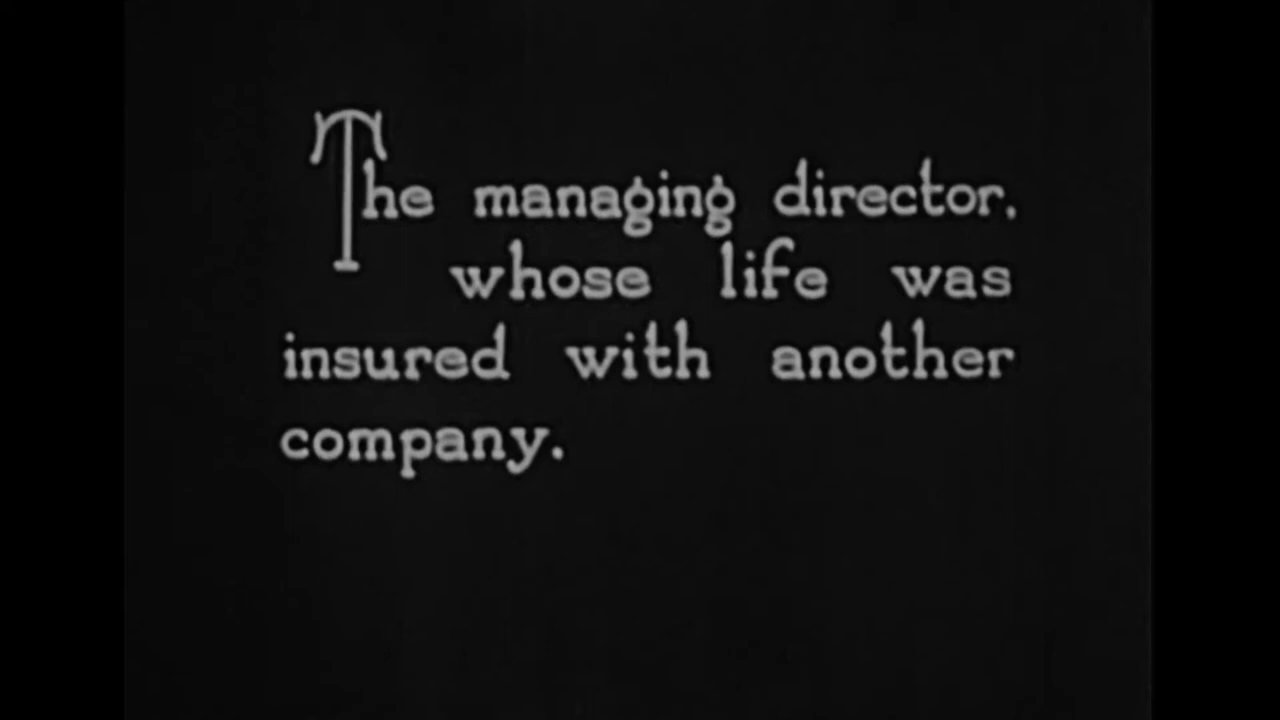 The managing director,
whose life was
insured with another
company.